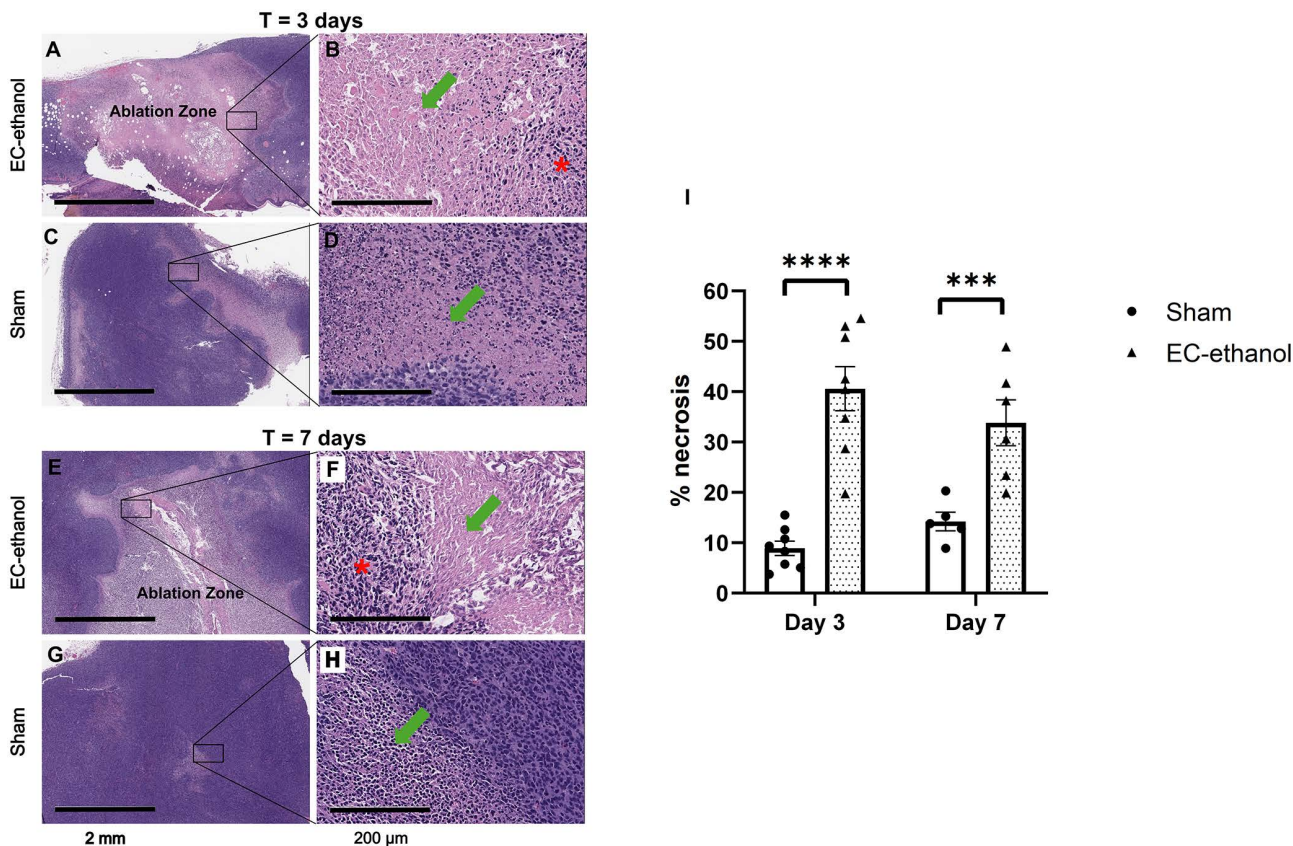 T = 3 days
A
B
EC-ethanol
Ablation Zone
*
C
D
Sham
T = 7 days
E
F
EC-ethanol
Ablation Zone
*
G
H
Sham
2 mm
200 µm
I
**** ***
Sham
EC-ethanol
% necrosis
60
50
40
30
20
10
0
Day 3 Day 7